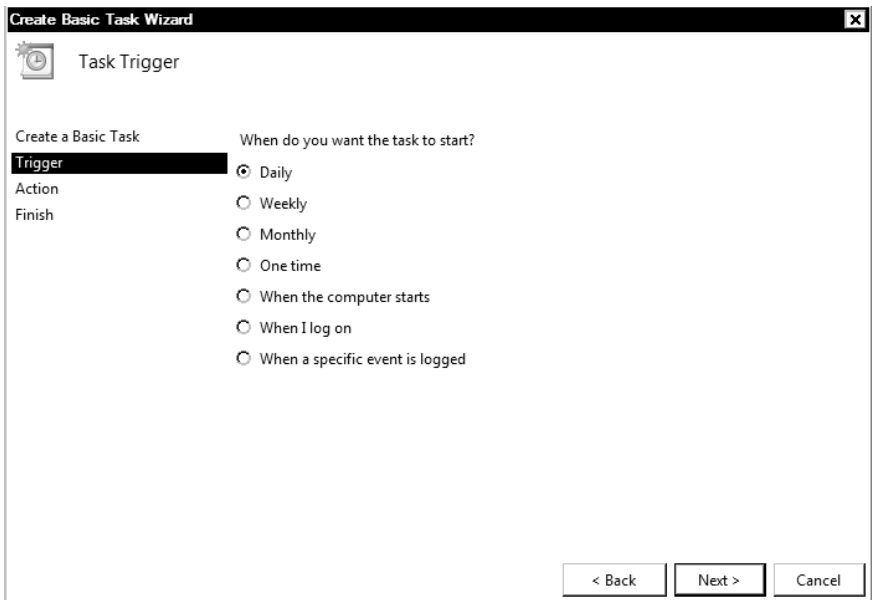 Create Basic Task Wizard
Task Trigger
Create a Basic Task
Trigger
Action
Finish
When do you want the task to start?
Daily
Weekly
Monthly
One time
When the computer starts
When I log on
When a specific event is logged
< Back
Next >
Cancel